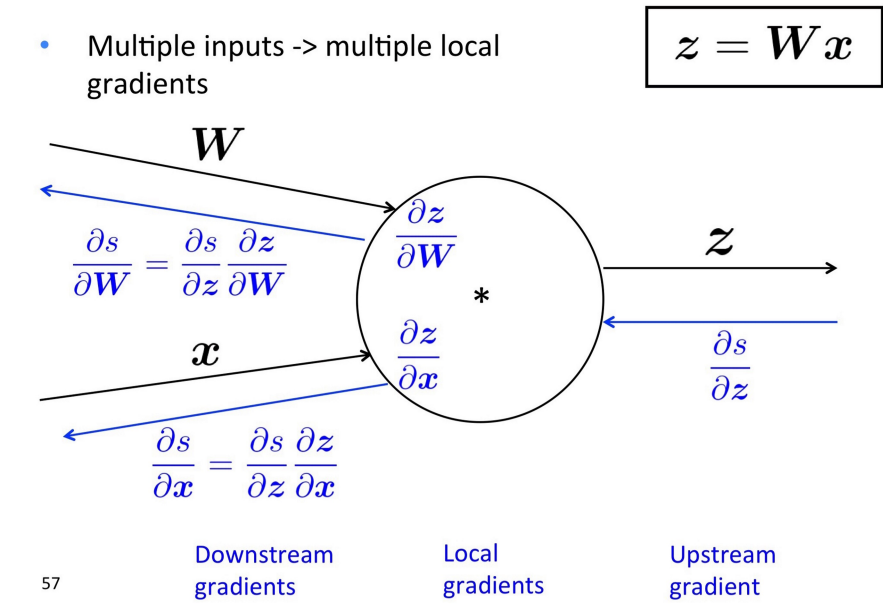 • Multiple inputs -> multiple local
gradients
z = Wx
W
∂z/∂W
∂s/∂W = ∂s/∂z ∂z/∂W
z
*
x
∂z/∂x
∂s/∂z
∂s/∂x = ∂s/∂z ∂z/∂x
Downstream
gradients
Local
gradients
Upstream
gradient
57